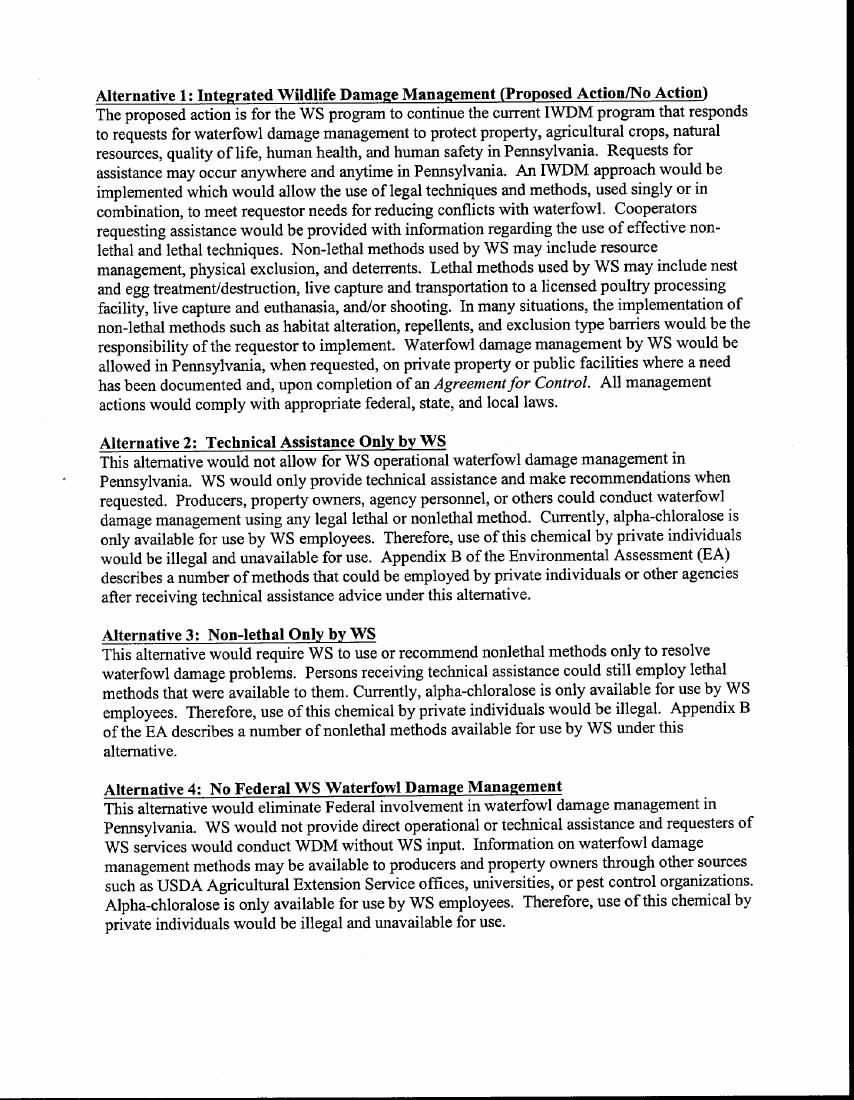 Alternative 1: Integrated Wildlife Damage Management (Proposed Action/No Action)
The proposed action is for the WS program to continue the current IWDM program that responds
to requests for waterfowl damage management to protect property, agricultural crops, natural
resources, quality of life, human health, and human safety in Pennsylvania. Requests for
assistance may occur anywhere and anytime in Pennsylvania. An IWDM approach would be
implemented which would allow the use of legal techniques and methods, used singly or in
combination, to meet requestor needs for reducing conflicts with waterfowl. Cooperators
requesting assistance would be provided with information regarding the use of effective non-
lethal and lethal techniques. Non-lethal methods used by WS may include resource
management, physical exclusion, and deterrents. Lethal methods used by WS may include nest
and egg treatment/destruction, live capture and transportation to a licensed poultry processing
facility, live capture and euthanasia, and/or shooting. In many situations, the implementation of
non-lethal methods such as habitat alteration, repellents, and exclusion type barriers would be the
responsibility of the requestor to implement. Waterfowl damage management by WS would be
allowed in Pennsylvania, when requested, on private property or public facilities where a need
has been documented and, upon completion of an Agreement for Control. All management
actions would comply with appropriate federal, state, and local laws.
Alternative 2: Technical Assistance Only by WS
This alternative would not allow for WS operational waterfowl damage management in
Pennsylvania. WS would only provide technical assistance and make recommendations when
requested. Producers, property owners, agency personnel, or others could conduct waterfowl
damage management using any legal lethal or nonlethal method. Currently, alpha-chloralose is
only available for use by WS employees. Therefore, use of this chemical by private individuals
would be illegal and unavailable for use. Appendix B of the Environmental Assessment (EA)
describes a number of methods that could be employed by private individuals or other agencies
after receiving technical assistance advice under this alternative.
Alternative 3: Non-lethal Only by WS
This alternative would require WS to use or recommend nonlethal methods only to resolve
waterfowl damage problems. Persons receiving technical assistance could still employ lethal
methods that were available to them. Currently, alpha-chloralose is only available for use by WS
employees. Therefore, use of this chemical by private individuals would be illegal. Appendix B
of the EA describes a number of nonlethal methods available for use by WS under this
alternative.
Alternative 4: No Federal WS Waterfowl Damage Management
This alternative would eliminate Federal involvement in waterfowl damage management in
Pennsylvania. WS would not provide direct operational or technical assistance and requesters of
WS services would conduct WDM without WS input. Information on waterfowl damage
management methods may be available to producers and property owners through other sources
such as USDA Agricultural Extension Service offices, universities, or pest control organizations.
Alpha-chloralose is only available for use by WS employees. Therefore, use of this chemical by
private individuals would be illegal and unavailable for use.